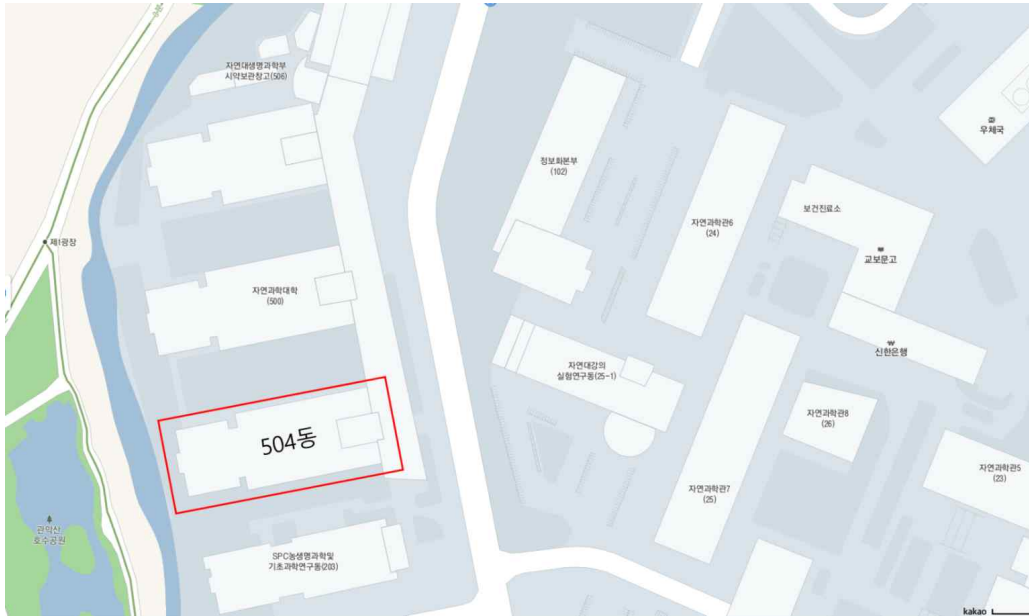 자연대생명과학부
시약보관창고(506)
제1광장
자연과학대학
(500)
504동
SPC농생명과학및
기초과학연구동(203)
관악산
호수공원
정보화본부
(102)
자연과학관6
(24)
우체국
보건진료소
교보문고
신한은행
자연대강의
실험연구동(25-1)
자연과학관8
(26)
자연과학관7
(25)
자연과학관5
(23)
kakao